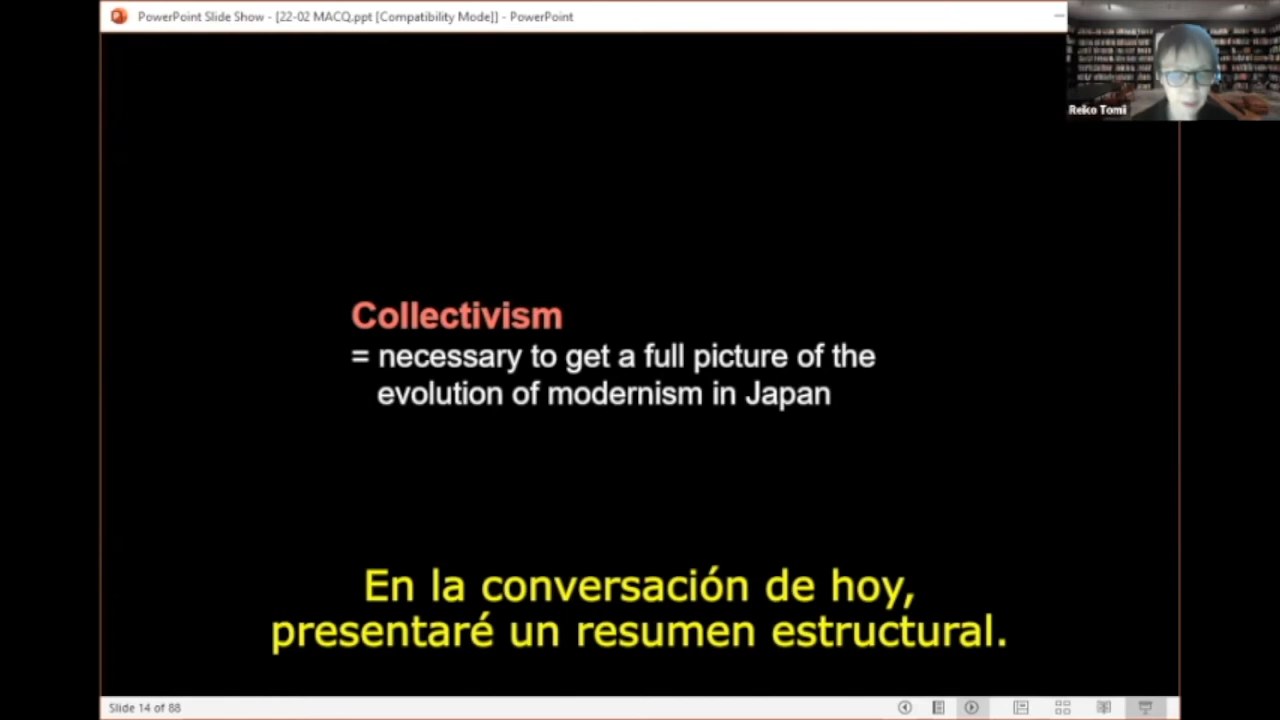 PowerPoint Slide Show - [22-02 MACQ.ppt [Compatibility Mode]] - PowerPoint
Reiko Tomii
Collectivism
= necessary to get a full picture of the
evolution of modernism in Japan
En la conversación de hoy,
presentaré un resumen estructural.
Slide 14 of 88